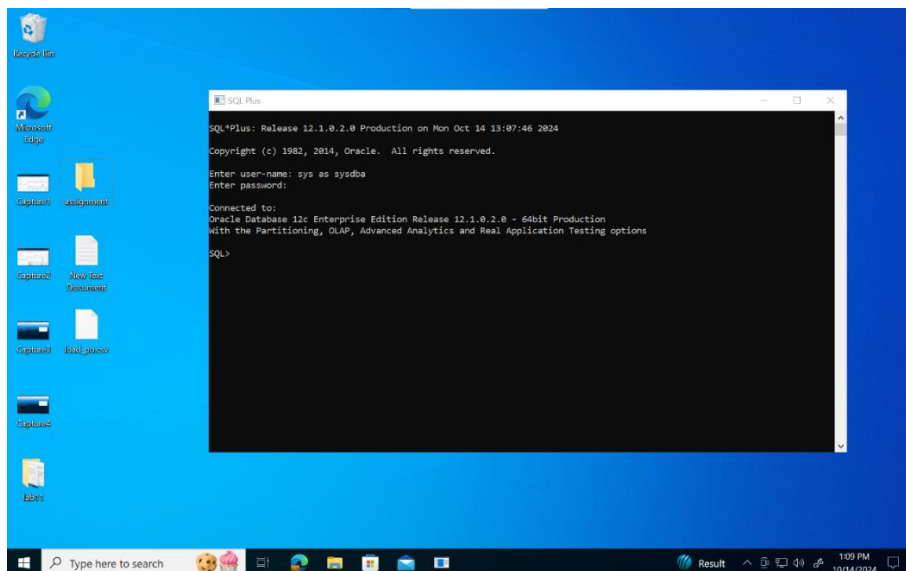 Recycle Bin
Microsoft
Edge
Capture1
assignment
Capture2
New Text
Document
Capture3
Capture4
SQL Plus
SQL*Plus: Release 12.1.0.2.0 Production on Mon Oct 14 13:07:46 2024
Copyright (c) 1982, 2014, Oracle.  All rights reserved.
Enter user-name: sys as sysdba
Enter password:
Connected to:
Oracle Database 12c Enterprise Edition Release 12.1.0.2.0 - 64bit Production
With the Partitioning, OLAP, Advanced Analytics and Real Application Testing options
SQL>
Type here to search
Result
1:09 PM
10/14/2024